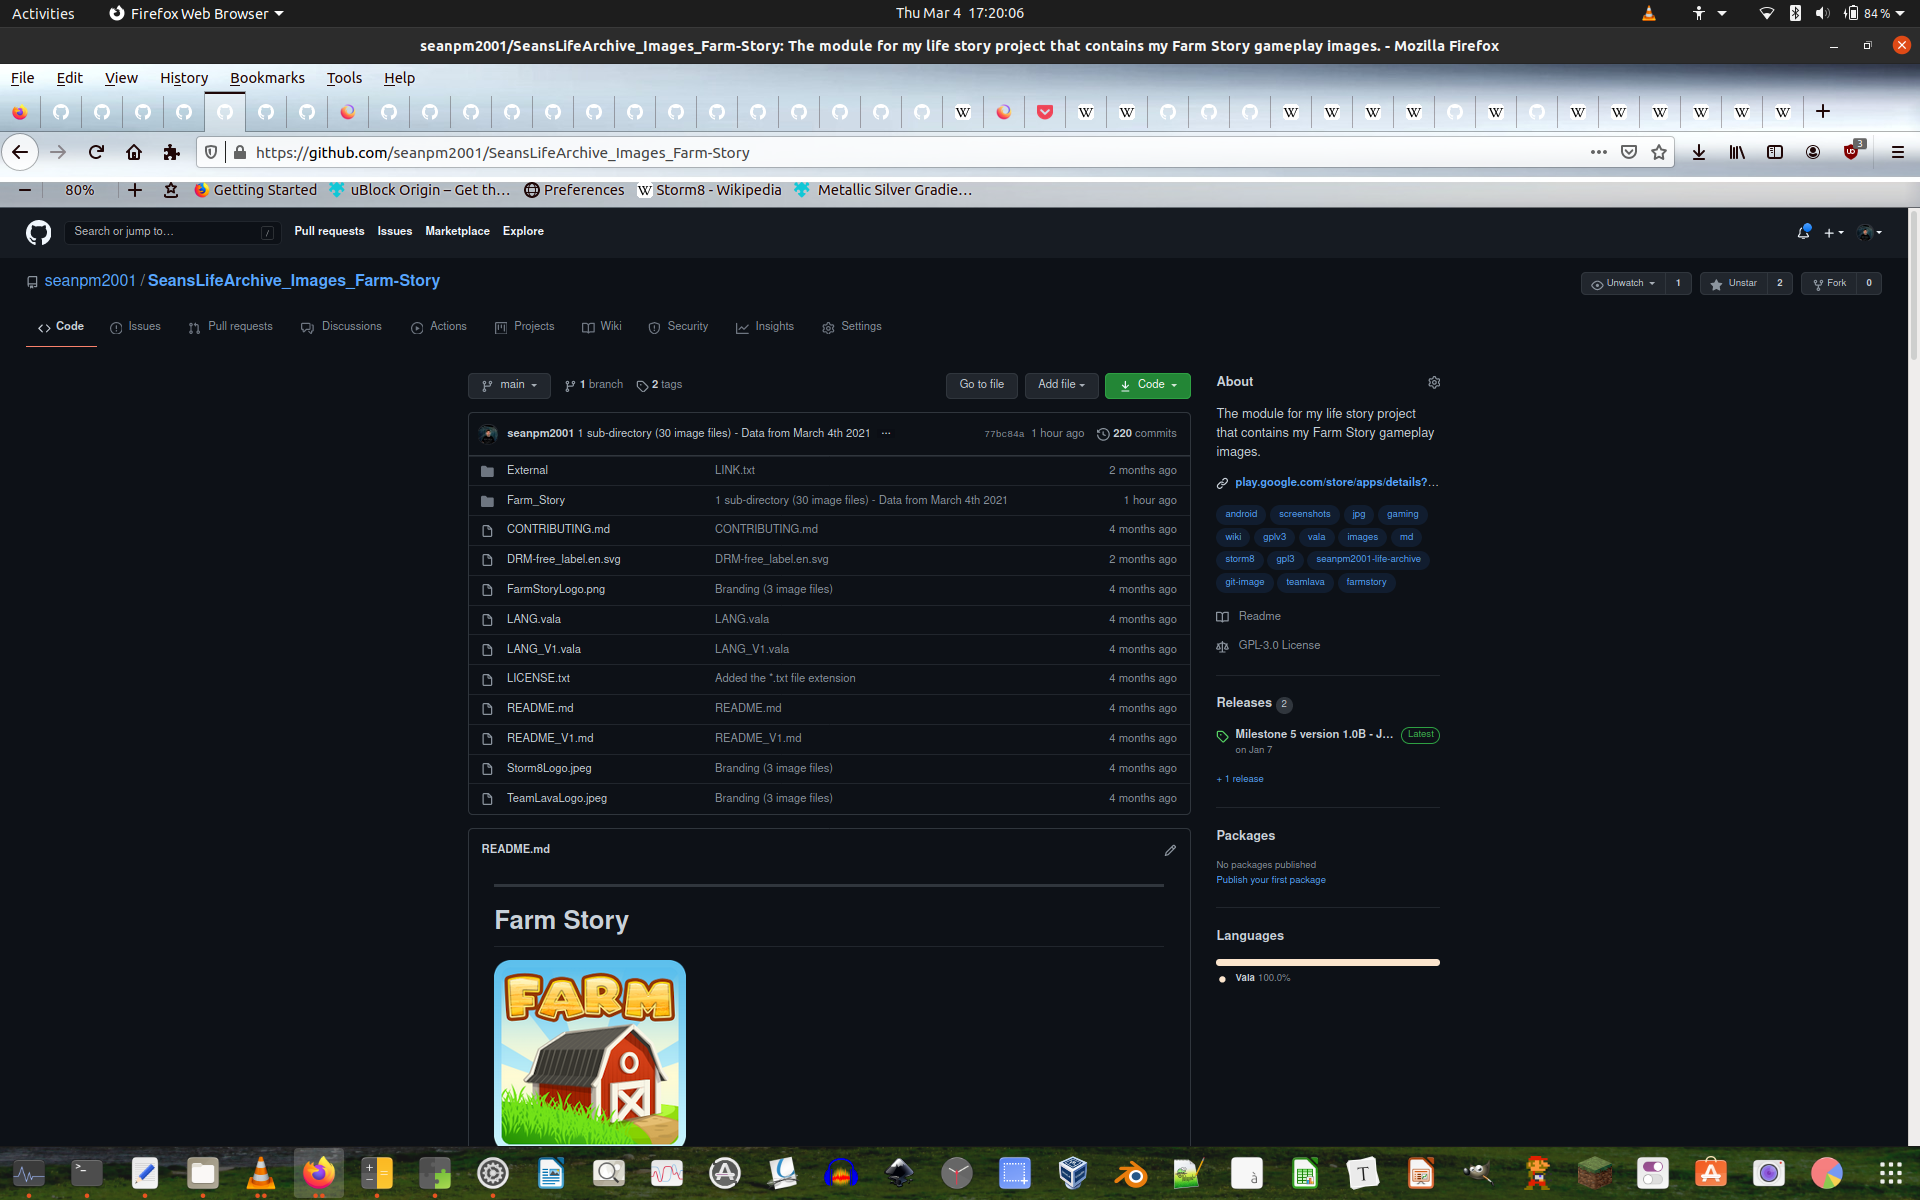 Activities Firefox Web Browser Thu Mar 4 17:20:06 84 %
seanpm2001/SeansLifeArchive_Images_Farm-Story: The module for my life story project that contains my Farm Story gameplay images. - Mozilla Firefox
File Edit View History Bookmarks Tools Help
https://github.com/seanpm2001/SeansLifeArchive_Images_Farm-Story 3
80% Getting Started uBlock Origin – Get th… Preferences Storm8 - Wikipedia Metallic Silver Gradie…
Search or jump to… / Pull requests Issues Marketplace Explore
seanpm2001 / SeansLifeArchive_Images_Farm-Story Unwatch 1 Unstar 2 Fork 0
Code Issues Pull requests Discussions Actions Projects Wiki Security Insights Settings
main 1 branch 2 tags Go to file Add file Code
seanpm2001 1 sub-directory (30 image files) - Data from March 4th 2021 ... 77bc84a 1 hour ago 220 commits
External LINK.txt 2 months ago
Farm_Story 1 sub-directory (30 image files) - Data from March 4th 2021 1 hour ago
CONTRIBUTING.md CONTRIBUTING.md 4 months ago
DRM-free_label.en.svg DRM-free_label.en.svg 2 months ago
FarmStoryLogo.png Branding (3 image files) 4 months ago
LANG.vala LANG.vala 4 months ago
LANG_V1.vala LANG_V1.vala 4 months ago
LICENSE.txt Added the *.txt file extension 4 months ago
README.md README.md 4 months ago
README_V1.md README_V1.md 4 months ago
Storm8Logo.jpeg Branding (3 image files) 4 months ago
TeamLavaLogo.jpeg Branding (3 image files) 4 months ago
README.md
Farm Story
FARM
About
The module for my life story project
that contains my Farm Story gameplay
images.
play.google.com/store/apps/details?…
android screenshots jpg gaming
wiki gplv3 vala images md
storm8 gpl3 seanpm2001-life-archive
git-image teamlava farmstory
Readme
GPL-3.0 License
Releases 2
Milestone 5 version 1.0B - J… Latest
on Jan 7
+ 1 release
Packages
No packages published
Publish your first package
Languages
Vala 100.0%